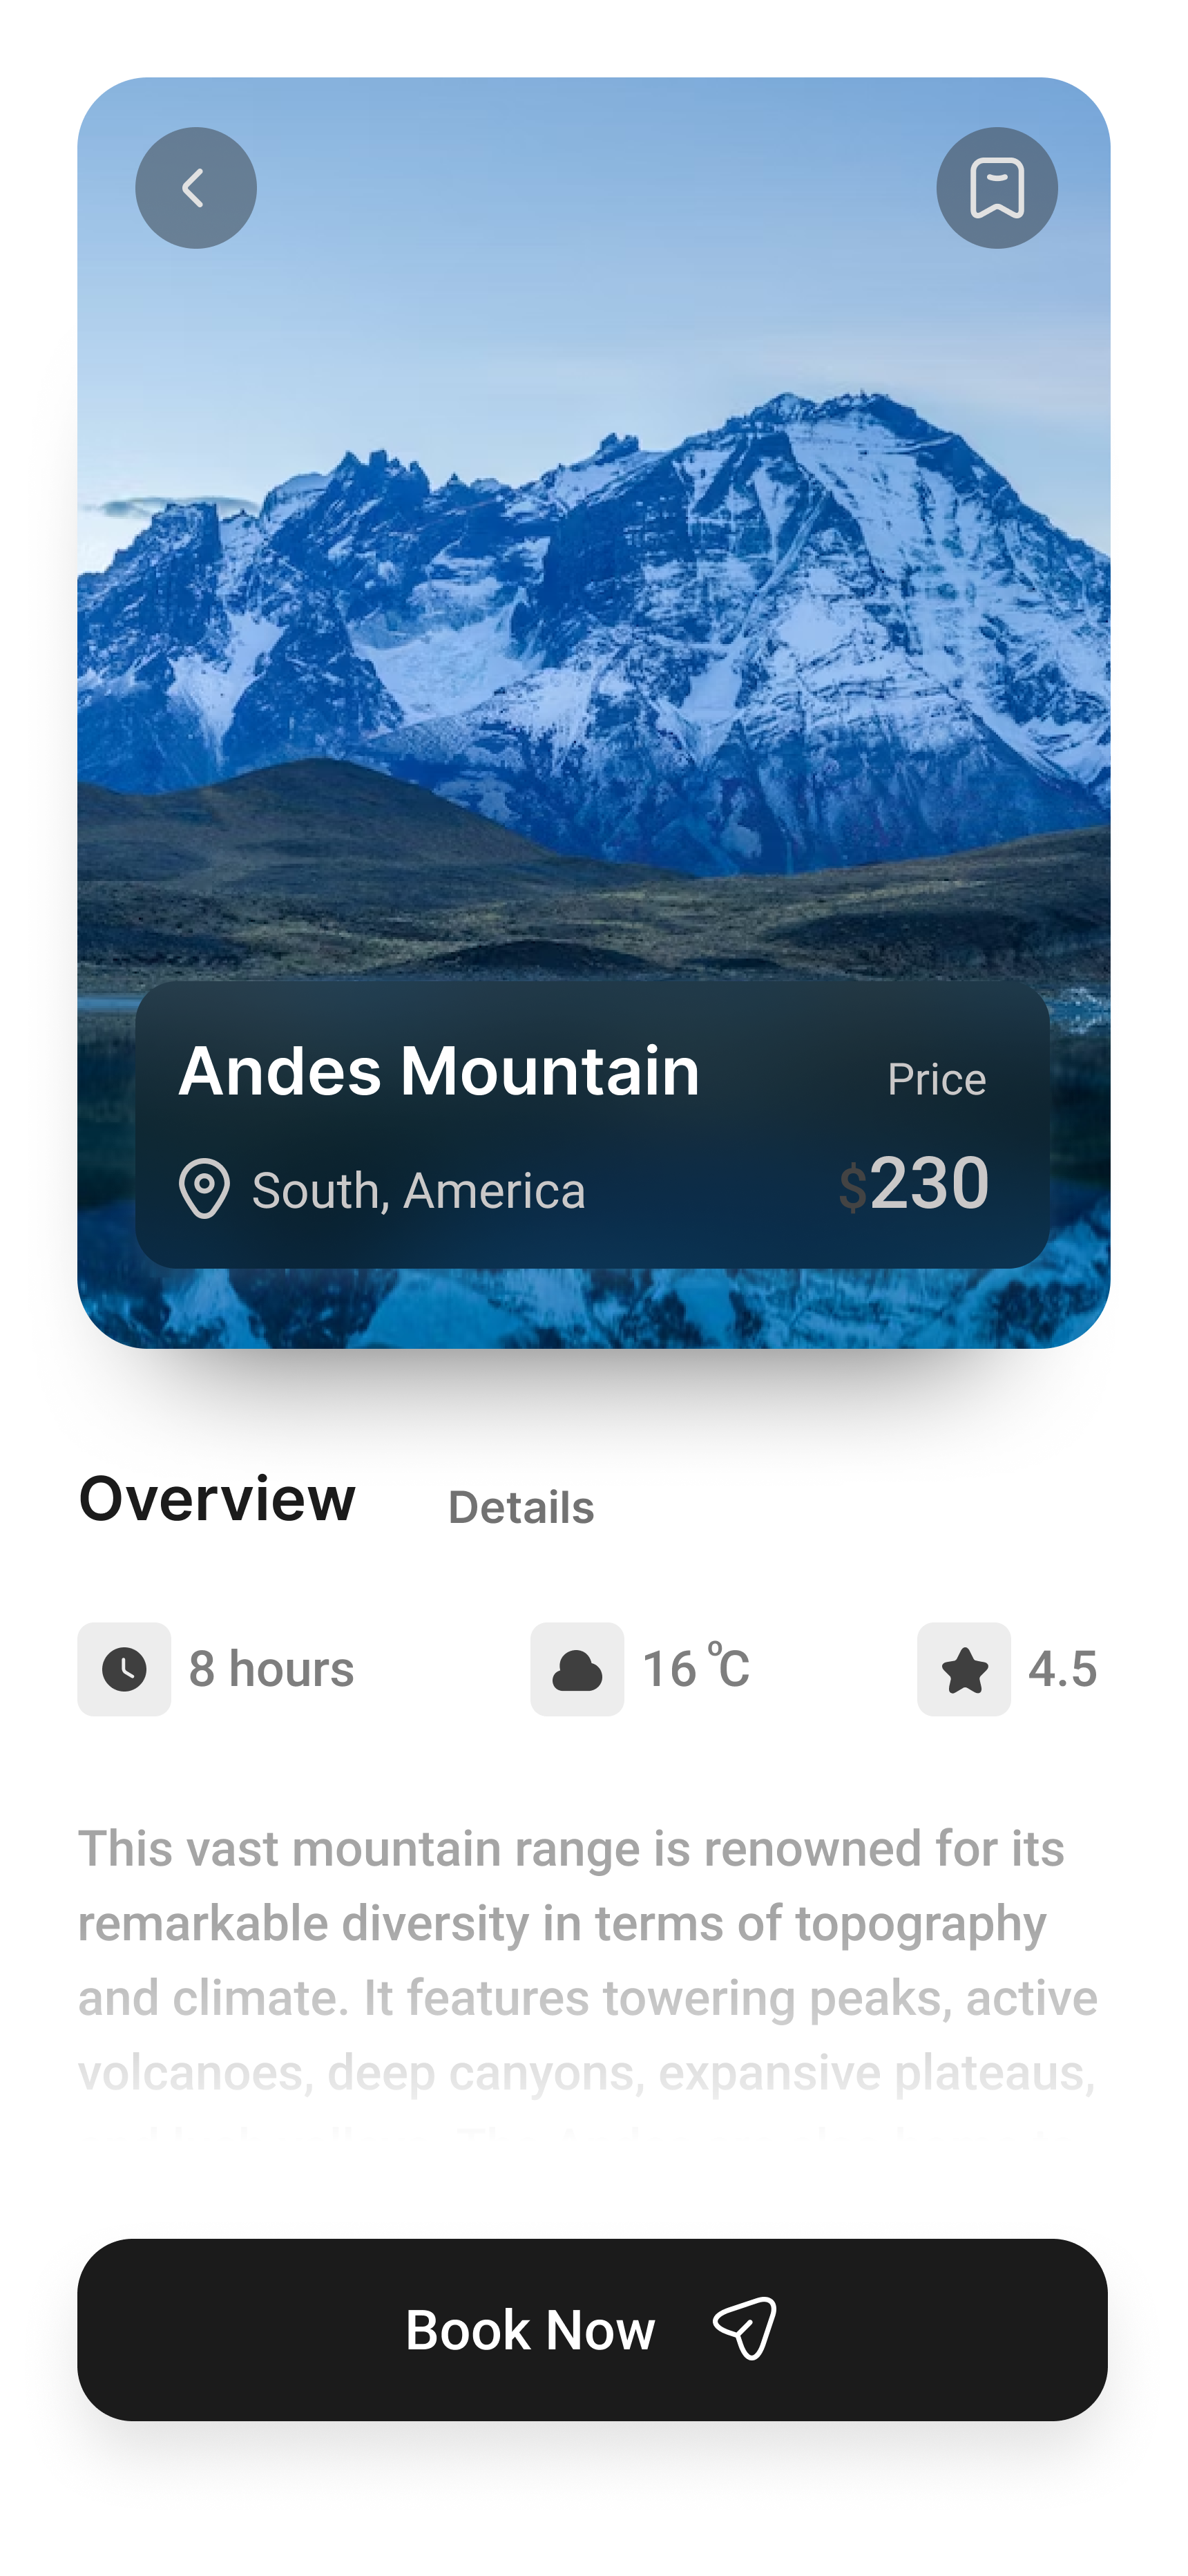 Andes Mountain
Price
South, America
$230
Overview
Details
8 hours
16 °C
4.5
This vast mountain range is renowned for its
remarkable diversity in terms of topography
and climate. It features towering peaks, active
volcanoes, deep canyons, expansive plateaus,
Book Now